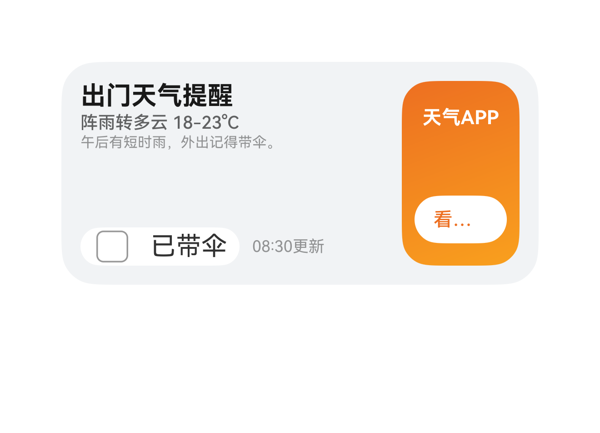 出门天气提醒
阵雨转多云 18-23℃
午后有短时雨，外出记得带伞。
已带伞 08:30更新
天气APP
看...